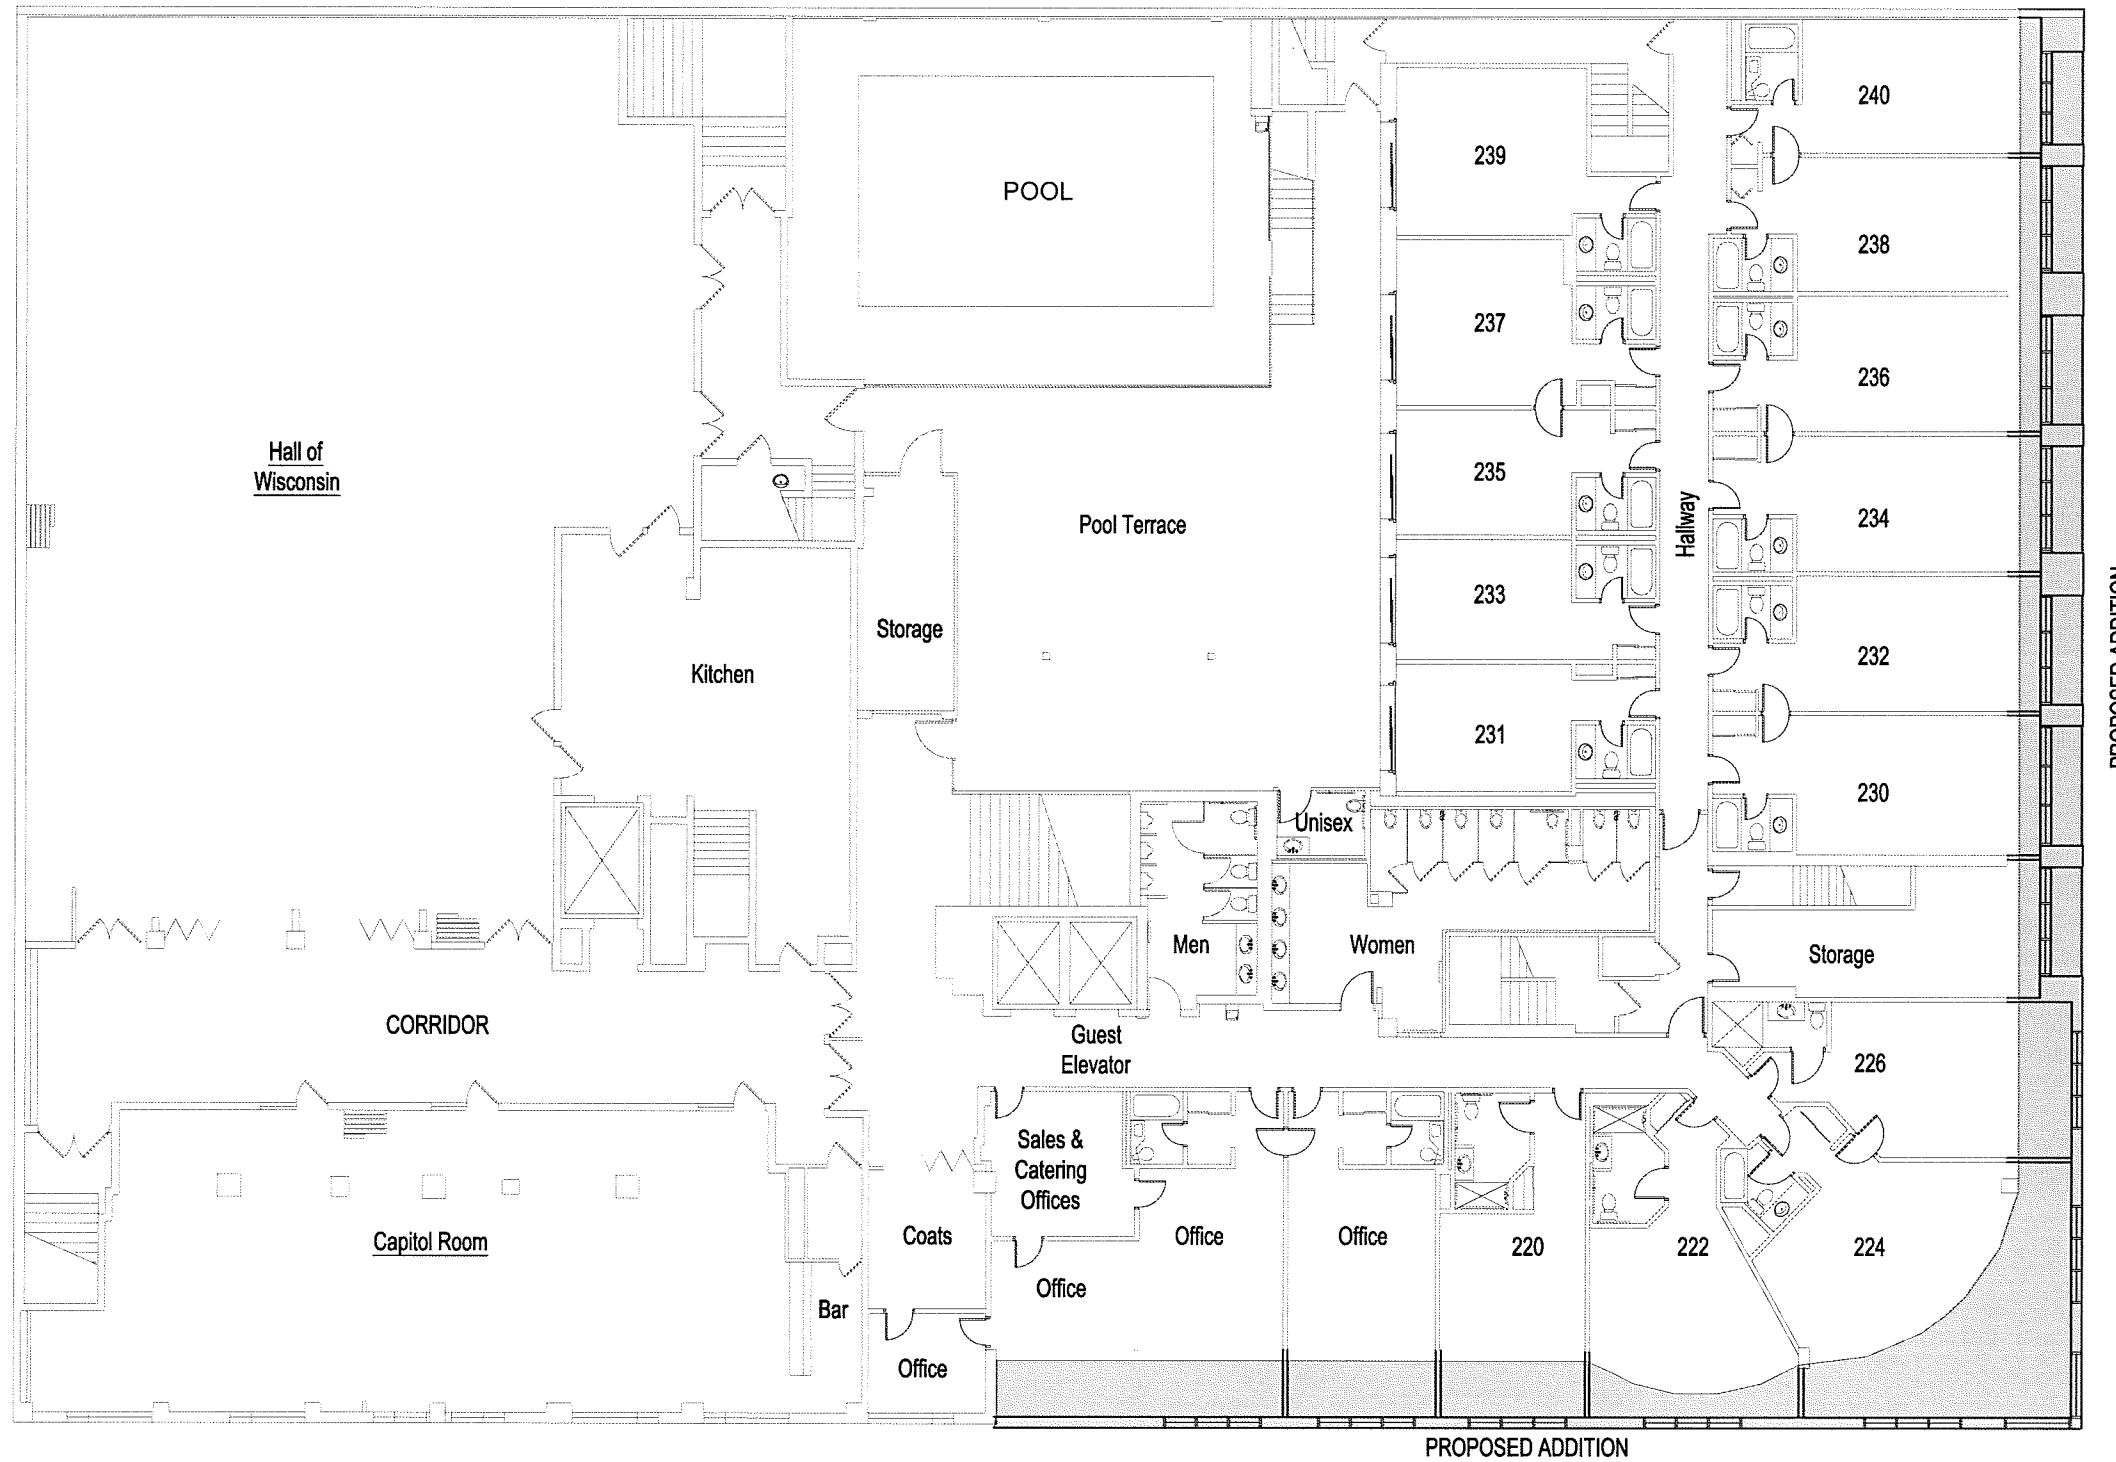 240
239
POOL
238
237
236
Hall of
Wisconsin
235
234
Pool Terrace
Hallway
233
Storage
232
Kitchen
231
PROPOSED ADDITION
230
Unisex
Men
Women
Storage
CORRIDOR
Guest
Elevator
226
Sales &
Catering
Offices
Capitol Room
Coats
Office
Office
220
222
224
Office
Bar
Office
PROPOSED ADDITION